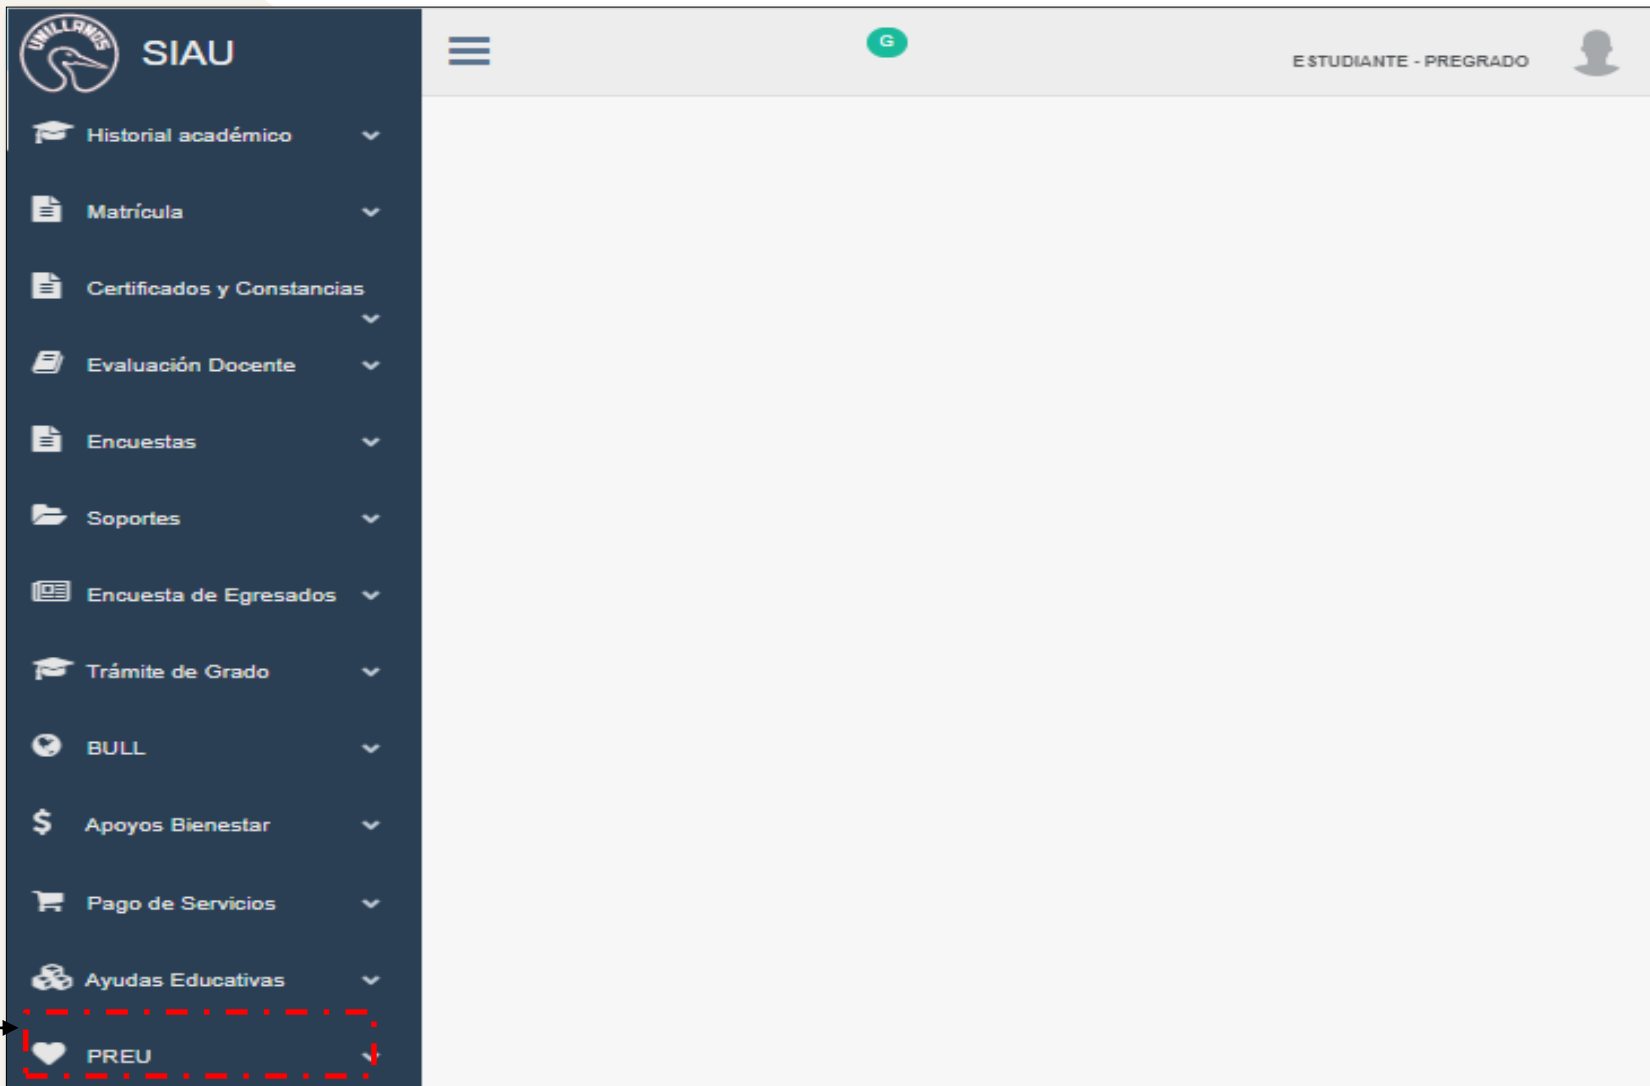 UNILLANOS
SIAU
G
ESTUDIANTE - PREGRADO
Historial académico
Matrícula
Certificados y Constancias
Evaluación Docente
Encuestas
Soportes
Encuesta de Egresados
Trámite de Grado
BULL
$ Apoyos Bienestar
Pago de Servicios
Ayudas Educativas
PREU